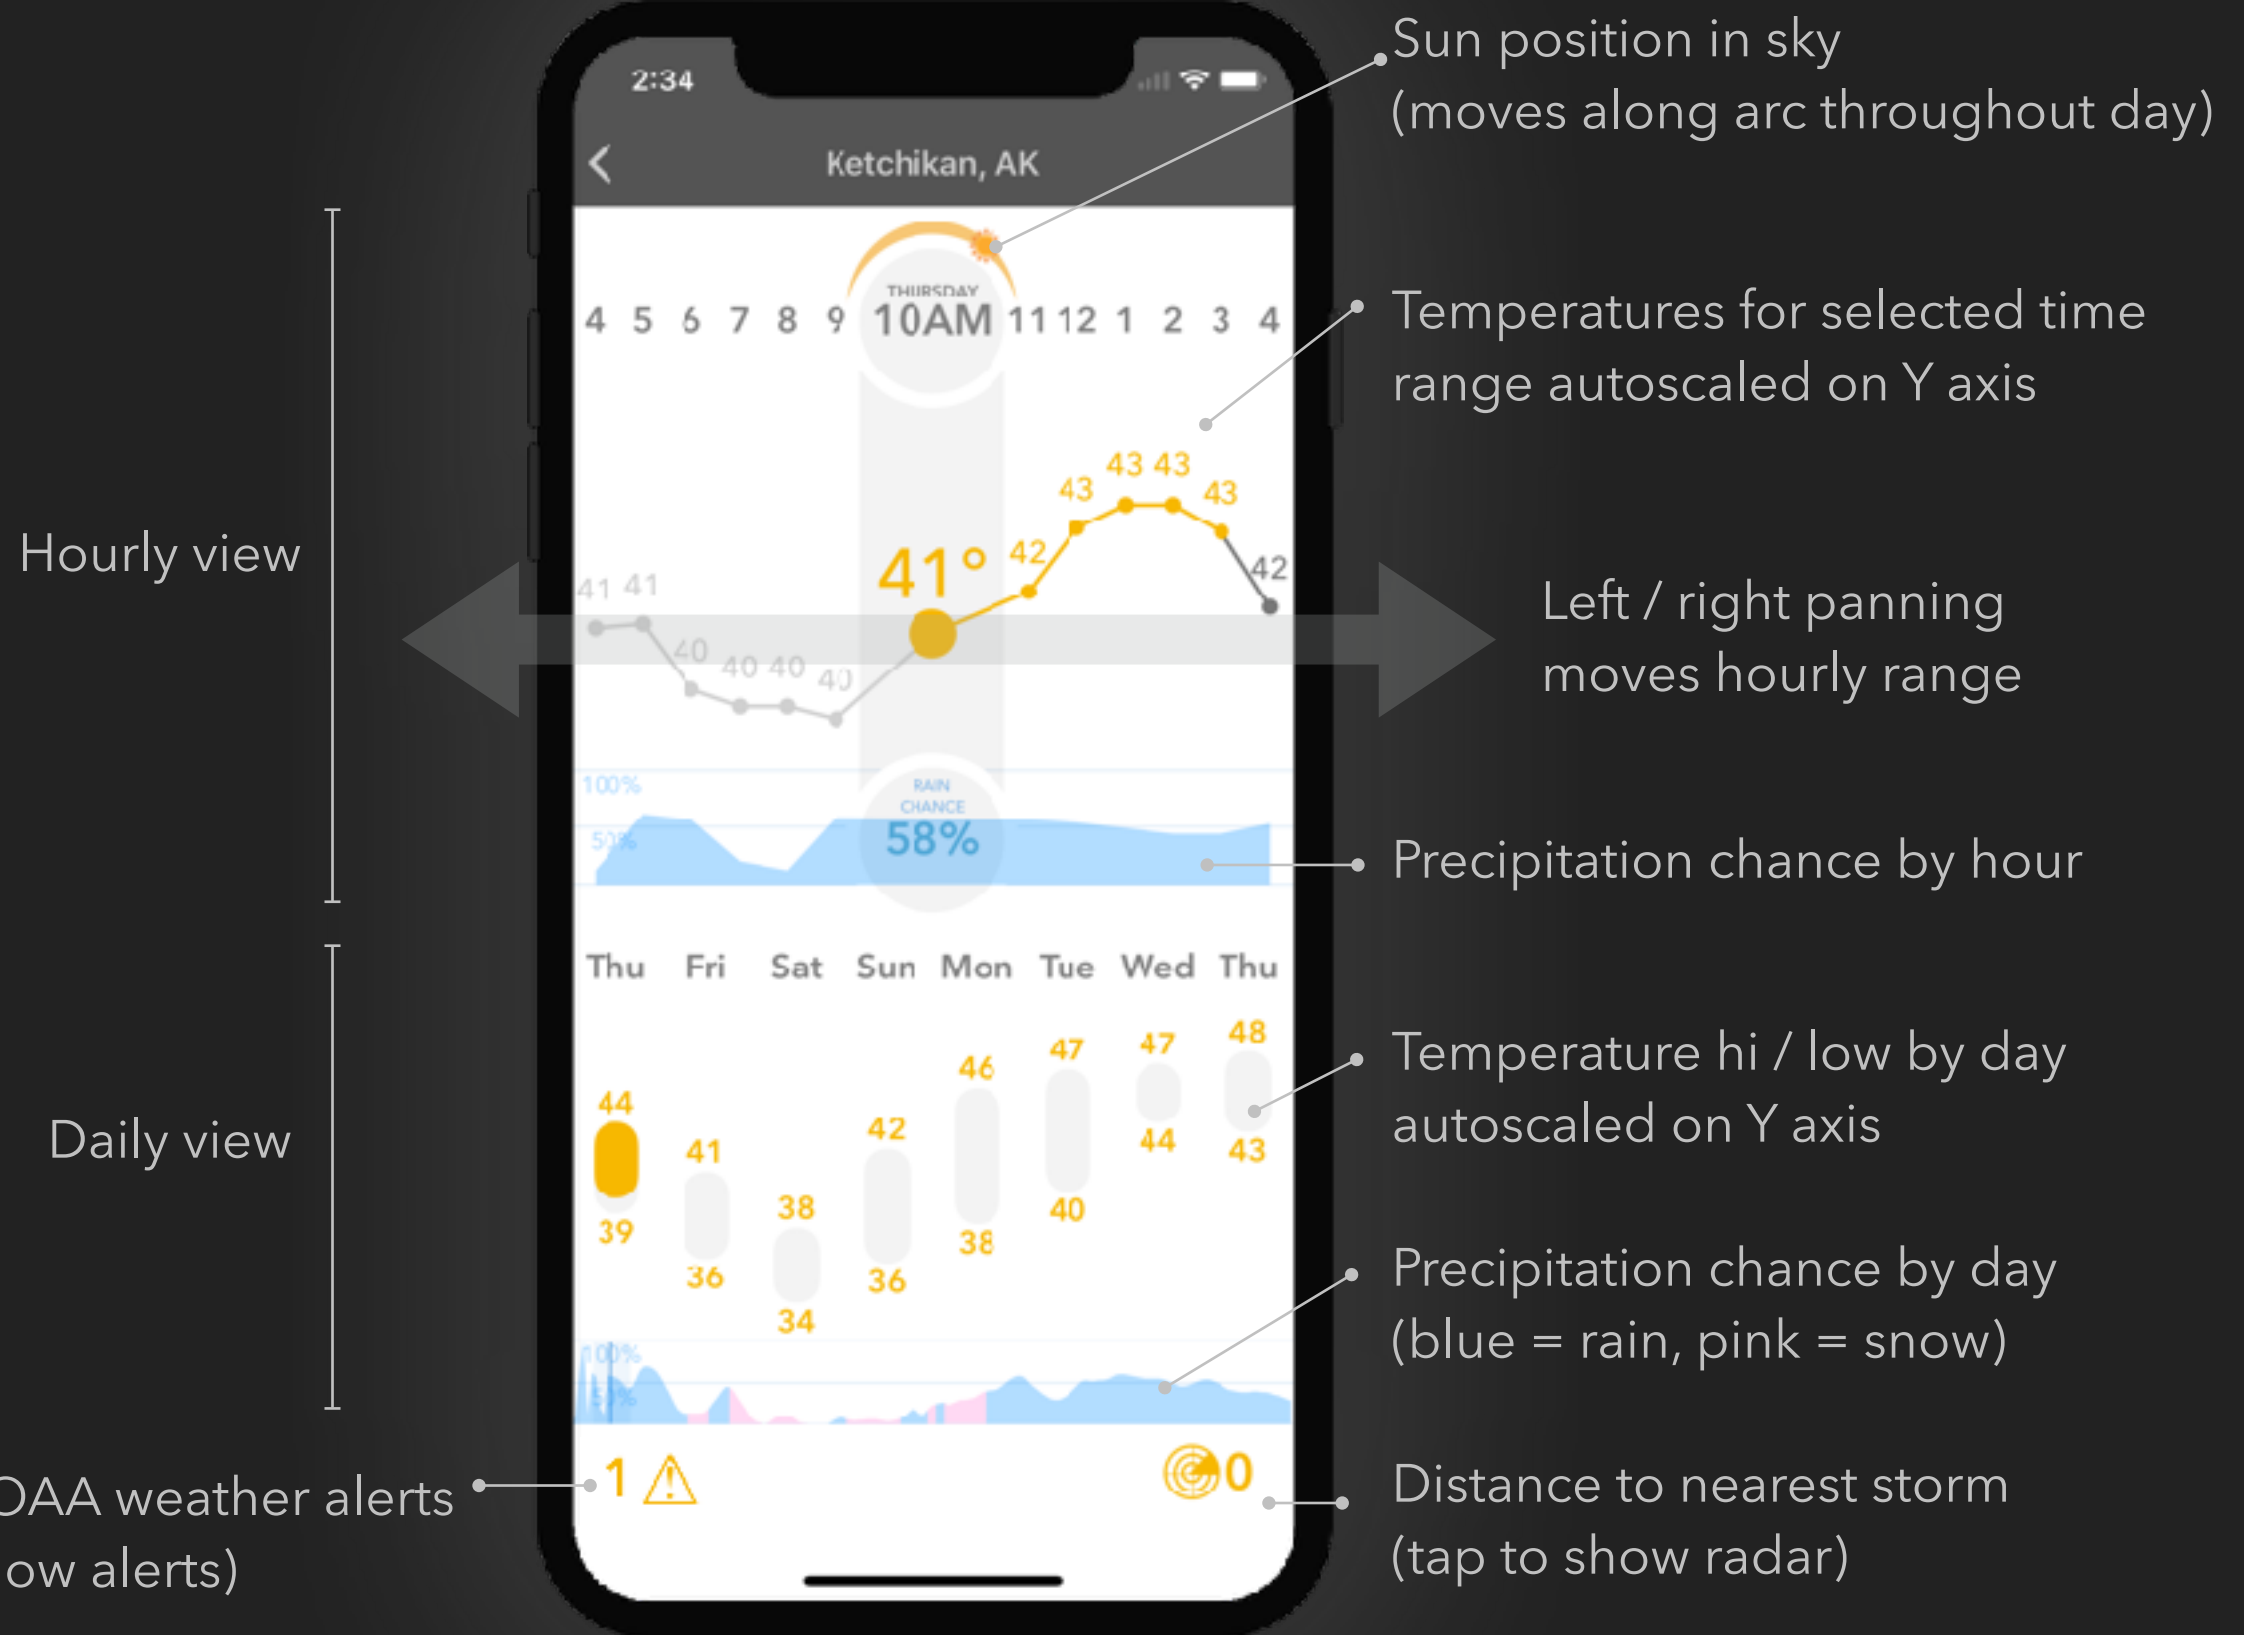 Sun position in sky
(moves along arc throughout day)
2:34
Ketchikan, AK
THURSDAY
4 5 6 7 8 9 10AM 11 12 1 2 3 4
Temperatures for selected time
range autoscaled on Y axis
43 43
43 43
Hourly view
41° 42
42
41 41
Left / right panning
moves hourly range
40 40 40 40
100%
RAIN
CHANCE
50% 58%
Precipitation chance by hour
Thu Fri Sat Sun Mon Tue Wed Thu
Temperature hi / low by day
autoscaled on Y axis
Daily view
44 41 38 42 46 47 47 48
39 36 34 36 38 40 44 43
Precipitation chance by day
(blue = rain, pink = snow)
100%
50%
OAA weather alerts
ow alerts)
1
0
Distance to nearest storm
(tap to show radar)